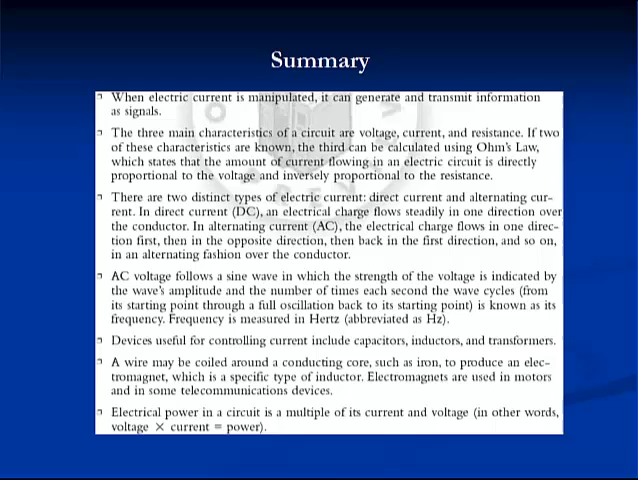 Summary
When electric current is manipulated, it can generate and transmit information
as signals.
The three main characteristics of a circuit are voltage, current, and resistance. If two
of these characteristics are known, the third can be calculated using Ohm's Law,
which states that the amount of current flowing in an electric circuit is directly
proportional to the voltage and inversely proportional to the resistance.
There are two distinct types of electric current: direct current and alternating cur-
rent. In direct current (DC), an electrical charge flows steadily in one direction over
the conductor. In alternating current (AC), the electrical charge flows in one direc-
tion first, then in the opposite direction, then back in the first direction, and so on,
in an alternating fashion over the conductor.
AC voltage follows a sine wave in which the strength of the voltage is indicated by
the wave's amplitude and the number of times each second the wave cycles (from
its starting point through a full oscillation back to its starting point) is known as its
frequency. Frequency is measured in Hertz (abbreviated as Hz).
Devices useful for controlling current include capacitors, inductors, and transformers.
A wire may be coiled around a conducting core, such as iron, to produce an elec-
tromagnet, which is a specific type of inductor. Electromagnets are used in motors
and in some telecommunications devices.
Electrical power in a circuit is a multiple of its current and voltage (in other words,
voltage × current = power).